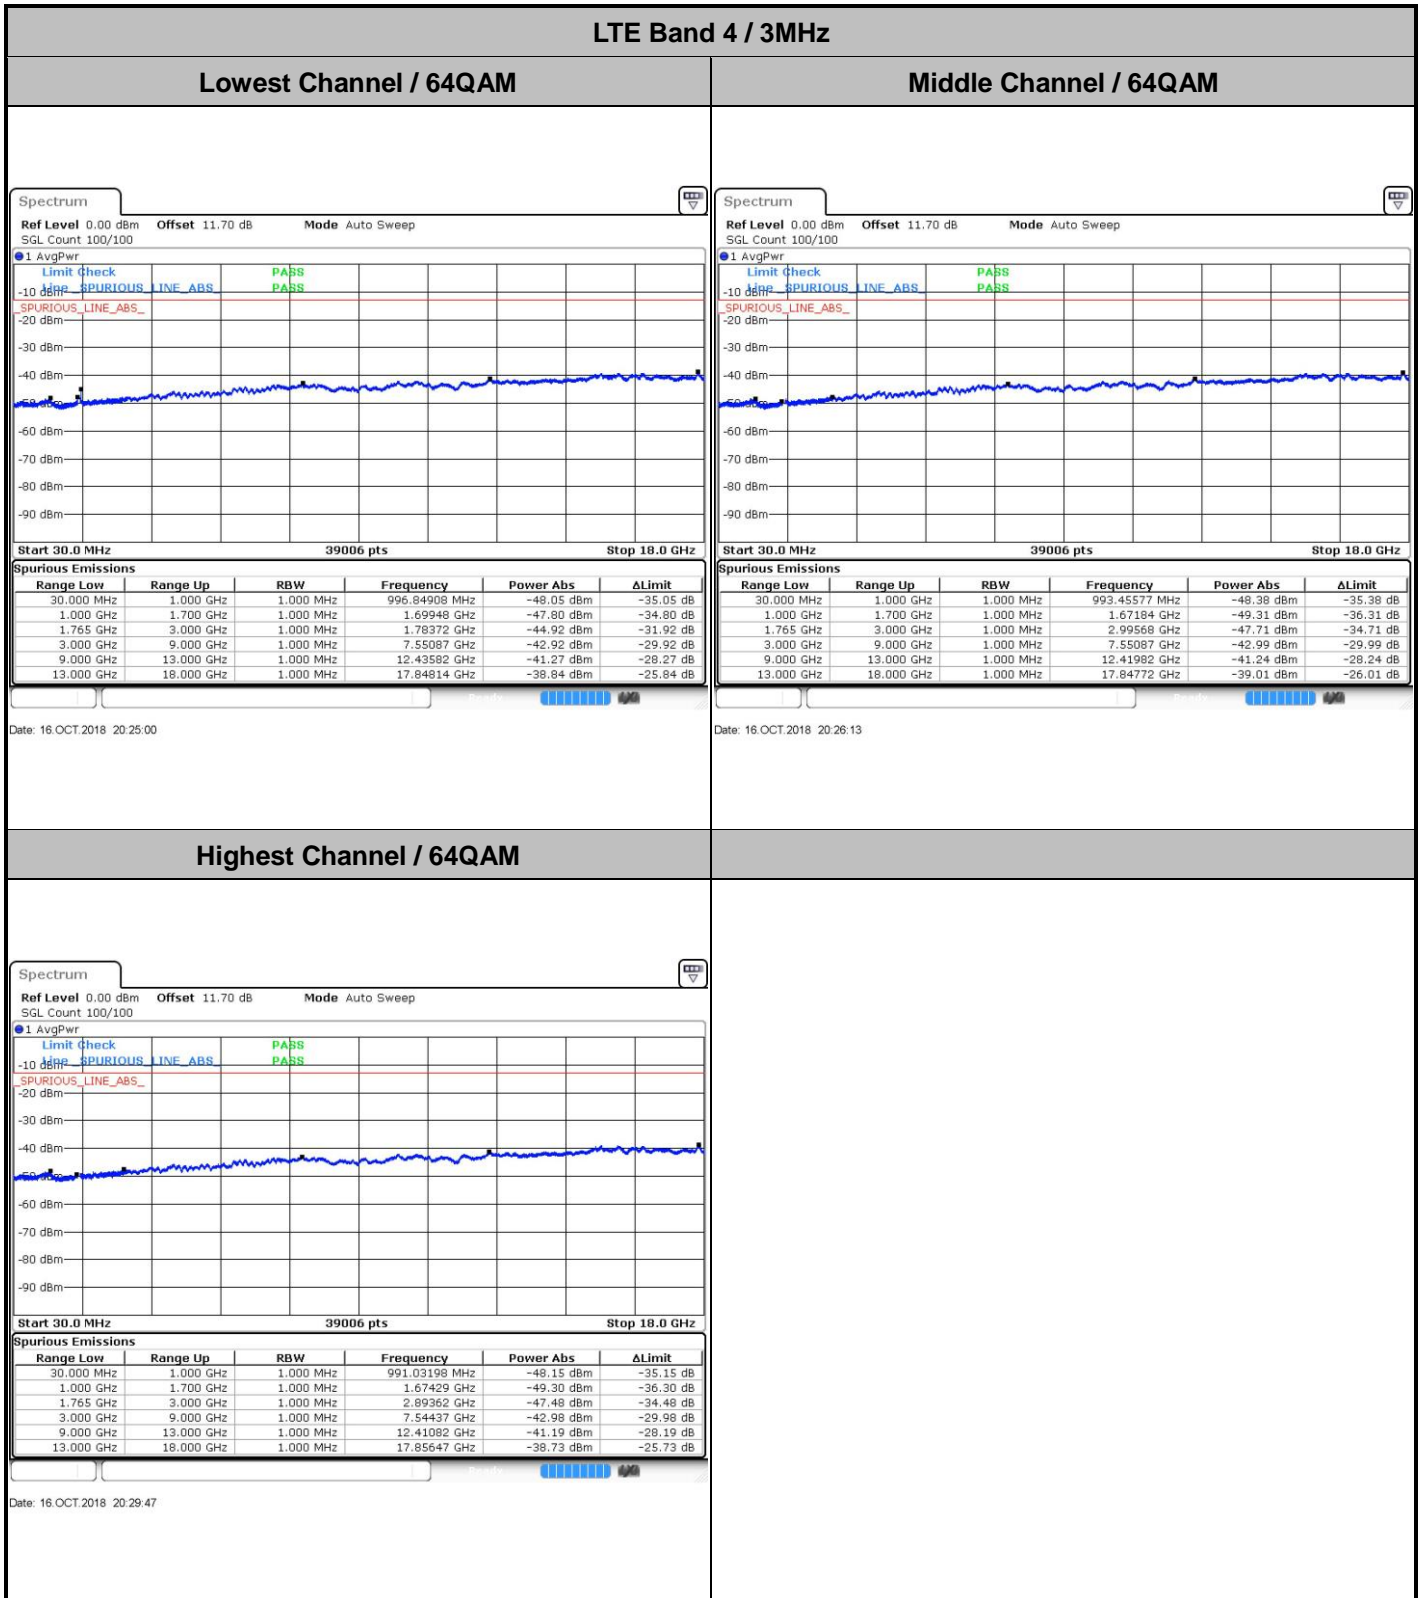 LTE Band 4 / 3MHz
Lowest Channel / 64QAM
Middle Channel / 64QAM
Spectrum
Ref Level 0.00 dBm Offset 11.70 dB Mode Auto Sweep
SGL Count 100/100
1 AvgPwr
Limit Check PASS
Line _SPURIOUS_LINE_ABS_ PASS
-10 dBm
_SPURIOUS_LINE_ABS_
-20 dBm
-30 dBm
-40 dBm
-50 dBm
-60 dBm
-70 dBm
-80 dBm
-90 dBm
Start 30.0 MHz 39006 pts Stop 18.0 GHz
Spurious Emissions
Range Low Range Up RBW Frequency Power Abs ΔLimit
30.000 MHz 1.000 GHz 1.000 MHz 996.84908 MHz -48.05 dBm -35.05 dB
1.000 GHz 1.700 GHz 1.000 MHz 1.69948 GHz -47.80 dBm -34.80 dB
1.765 GHz 3.000 GHz 1.000 MHz 1.78372 GHz -44.92 dBm -31.92 dB
3.000 GHz 9.000 GHz 1.000 MHz 7.55087 GHz -42.92 dBm -29.92 dB
9.000 GHz 13.000 GHz 1.000 MHz 12.43582 GHz -41.27 dBm -28.27 dB
13.000 GHz 18.000 GHz 1.000 MHz 17.84814 GHz -38.84 dBm -25.84 dB
Date: 16.OCT.2018 20:25:00
Spectrum
Ref Level 0.00 dBm Offset 11.70 dB Mode Auto Sweep
SGL Count 100/100
1 AvgPwr
Limit Check PASS
Line _SPURIOUS_LINE_ABS_ PASS
-10 dBm
_SPURIOUS_LINE_ABS_
-20 dBm
-30 dBm
-40 dBm
-50 dBm
-60 dBm
-70 dBm
-80 dBm
-90 dBm
Start 30.0 MHz 39006 pts Stop 18.0 GHz
Spurious Emissions
Range Low Range Up RBW Frequency Power Abs ΔLimit
30.000 MHz 1.000 GHz 1.000 MHz 993.45577 MHz -48.38 dBm -35.38 dB
1.000 GHz 1.700 GHz 1.000 MHz 1.67184 GHz -49.31 dBm -36.31 dB
1.765 GHz 3.000 GHz 1.000 MHz 2.99568 GHz -47.71 dBm -34.71 dB
3.000 GHz 9.000 GHz 1.000 MHz 7.55087 GHz -42.99 dBm -29.99 dB
9.000 GHz 13.000 GHz 1.000 MHz 12.41982 GHz -41.24 dBm -28.24 dB
13.000 GHz 18.000 GHz 1.000 MHz 17.84772 GHz -39.01 dBm -26.01 dB
Date: 16.OCT.2018 20:26:13
Highest Channel / 64QAM
Spectrum
Ref Level 0.00 dBm Offset 11.70 dB Mode Auto Sweep
SGL Count 100/100
1 AvgPwr
Limit Check PASS
Line _SPURIOUS_LINE_ABS_ PASS
-10 dBm
_SPURIOUS_LINE_ABS_
-20 dBm
-30 dBm
-40 dBm
-50 dBm
-60 dBm
-70 dBm
-80 dBm
-90 dBm
Start 30.0 MHz 39006 pts Stop 18.0 GHz
Spurious Emissions
Range Low Range Up RBW Frequency Power Abs ΔLimit
30.000 MHz 1.000 GHz 1.000 MHz 991.03198 MHz -48.15 dBm -35.15 dB
1.000 GHz 1.700 GHz 1.000 MHz 1.67429 GHz -49.30 dBm -36.30 dB
1.765 GHz 3.000 GHz 1.000 MHz 2.89362 GHz -47.48 dBm -34.48 dB
3.000 GHz 9.000 GHz 1.000 MHz 7.54437 GHz -42.98 dBm -29.98 dB
9.000 GHz 13.000 GHz 1.000 MHz 12.41082 GHz -41.19 dBm -28.19 dB
13.000 GHz 18.000 GHz 1.000 MHz 17.85647 GHz -38.73 dBm -25.73 dB
Date: 16.OCT.2018 20:29:47